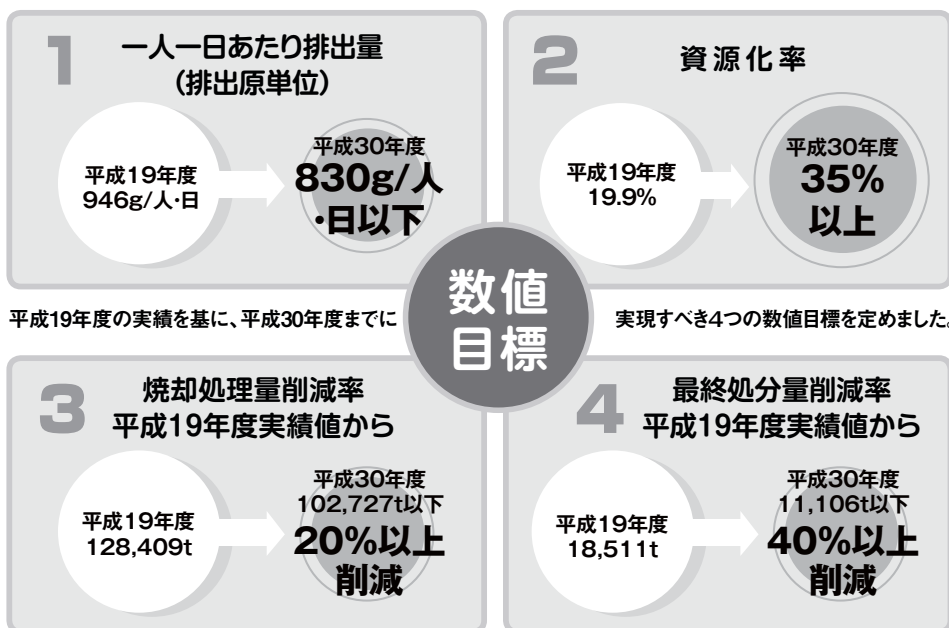 1
一人一日あたり排出量
(排出原単位)
平成19年度
946g/人・日
平成30年度
830g/人
・日以下
2
資源化率
平成19年度
19.9%
平成30年度
35%
以上
平成19年度の実績を基に、平成30年度までに
数値
目標
実現すべき4つの数値目標を定めました。
3
焼却処理量削減率
平成19年度実績値から
平成19年度
128,409t
平成30年度
102,727t以下
20%以上
削減
4
最終処分量削減率
平成19年度実績値から
平成19年度
18,511t
平成30年度
11,106t以下
40%以上
削減